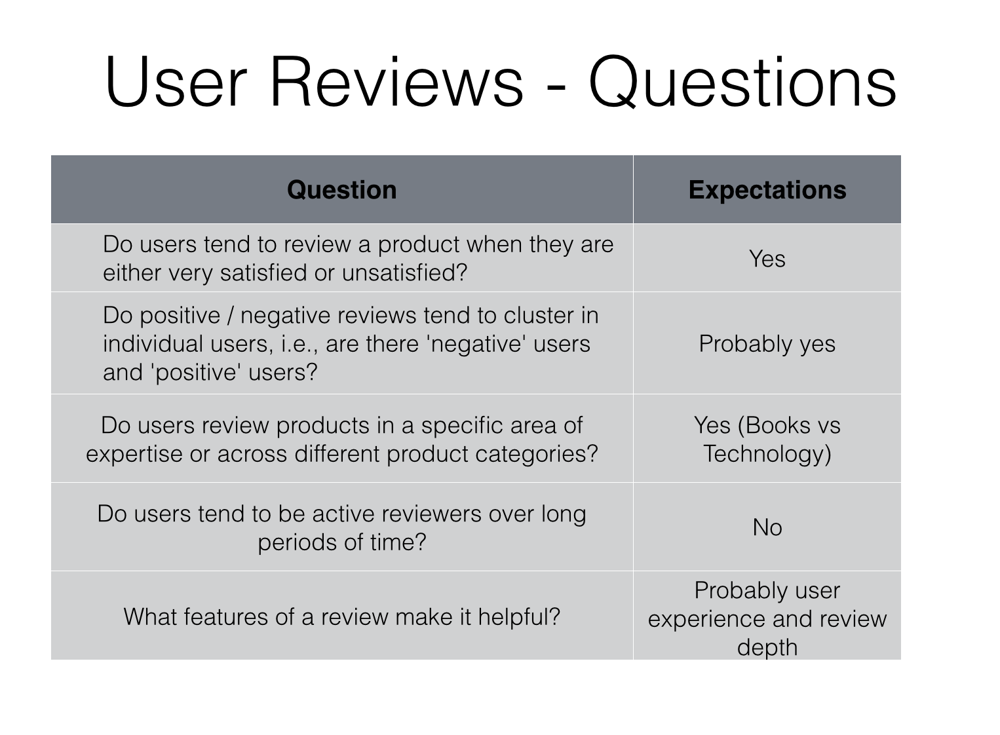 User Reviews - Questions
Question
Expectations
Do users tend to review a product when they are
either very satisfied or unsatisfied?
Yes
Do positive / negative reviews tend to cluster in
individual users, i.e., are there 'negative' users
and 'positive' users?
Probably yes
Do users review products in a specific area of
expertise or across different product categories?
Yes (Books vs
Technology)
Do users tend to be active reviewers over long
periods of time?
No
What features of a review make it helpful?
Probably user
experience and review
depth